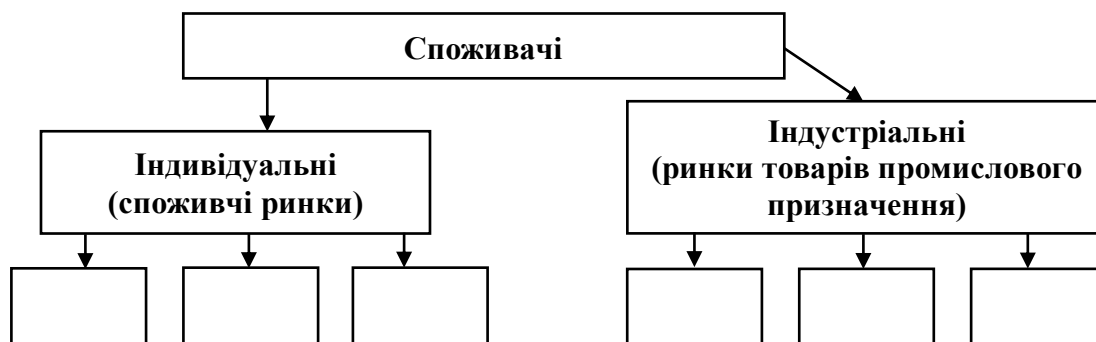 Споживачі
Індивідуальні
(споживчі ринки)
Індустріальні
(ринки товарів промислового
призначення)